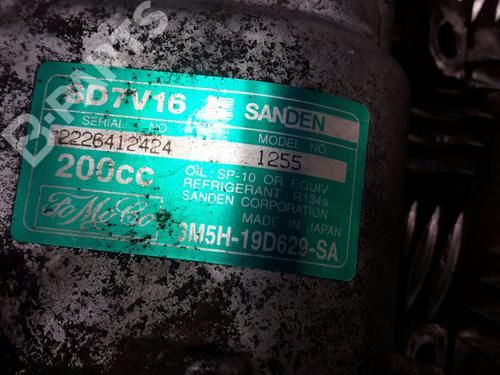 SD7V16 SANDEN
SERIAL NO MODEL NO
2226412424 1255
200cc OIL: SP-10 OR EQUIV.
REFRIGERANT R134a
SANDEN CORPORATION
MADE IN JAPAN
FoMoCo 3M5H-19D629-SA
B-PARTS